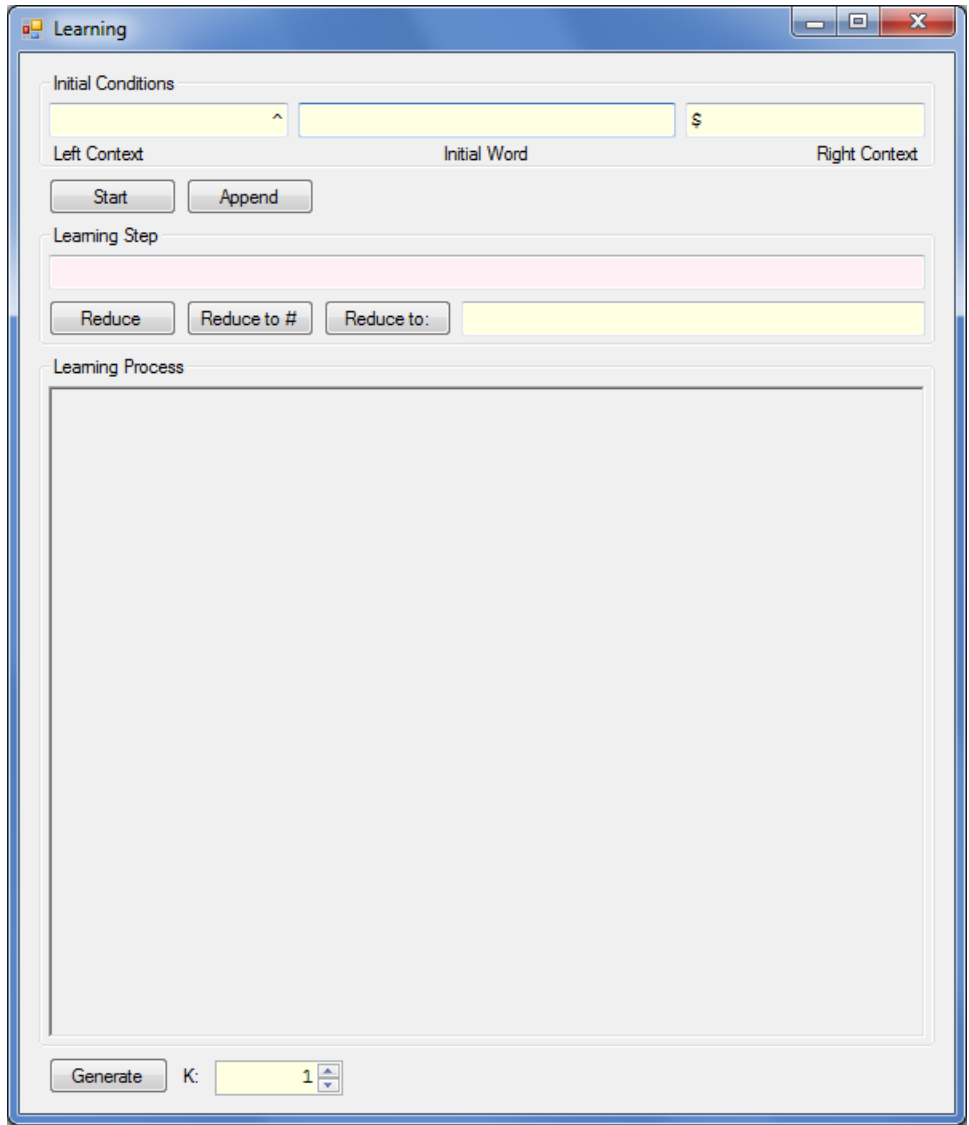 Learning
Initial Conditions
^ $
Left Context Initial Word Right Context
Start Append
Learning Step
Reduce Reduce to # Reduce to:
Learning Process
Generate K: 1